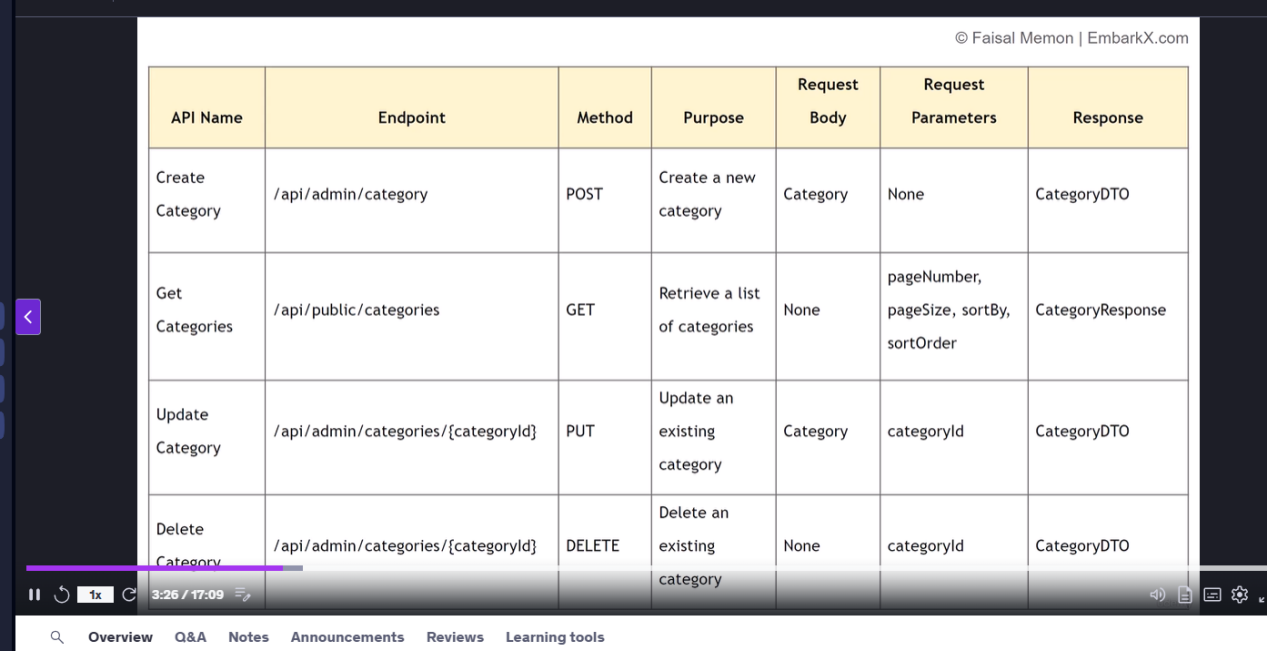 © Faisal Memon | EmbarkX.com
API Name
Endpoint
Method
Purpose
Request
Body
Request
Parameters
Response
Create
Category
/api/admin/category
POST
Create a new
category
Category
None
CategoryDTO
Get
Categories
/api/public/categories
GET
Retrieve a list
of categories
None
pageNumber,
pageSize, sortBy,
sortOrder
CategoryResponse
Update
Category
/api/admin/categories/{categoryId}
PUT
Update an
existing
category
Category
categoryId
CategoryDTO
Delete
Category
/api/admin/categories/{categoryId}
DELETE
Delete an
existing
category
None
categoryId
CategoryDTO
1x
3:26 / 17:09
Overview
Q&A
Notes
Announcements
Reviews
Learning tools